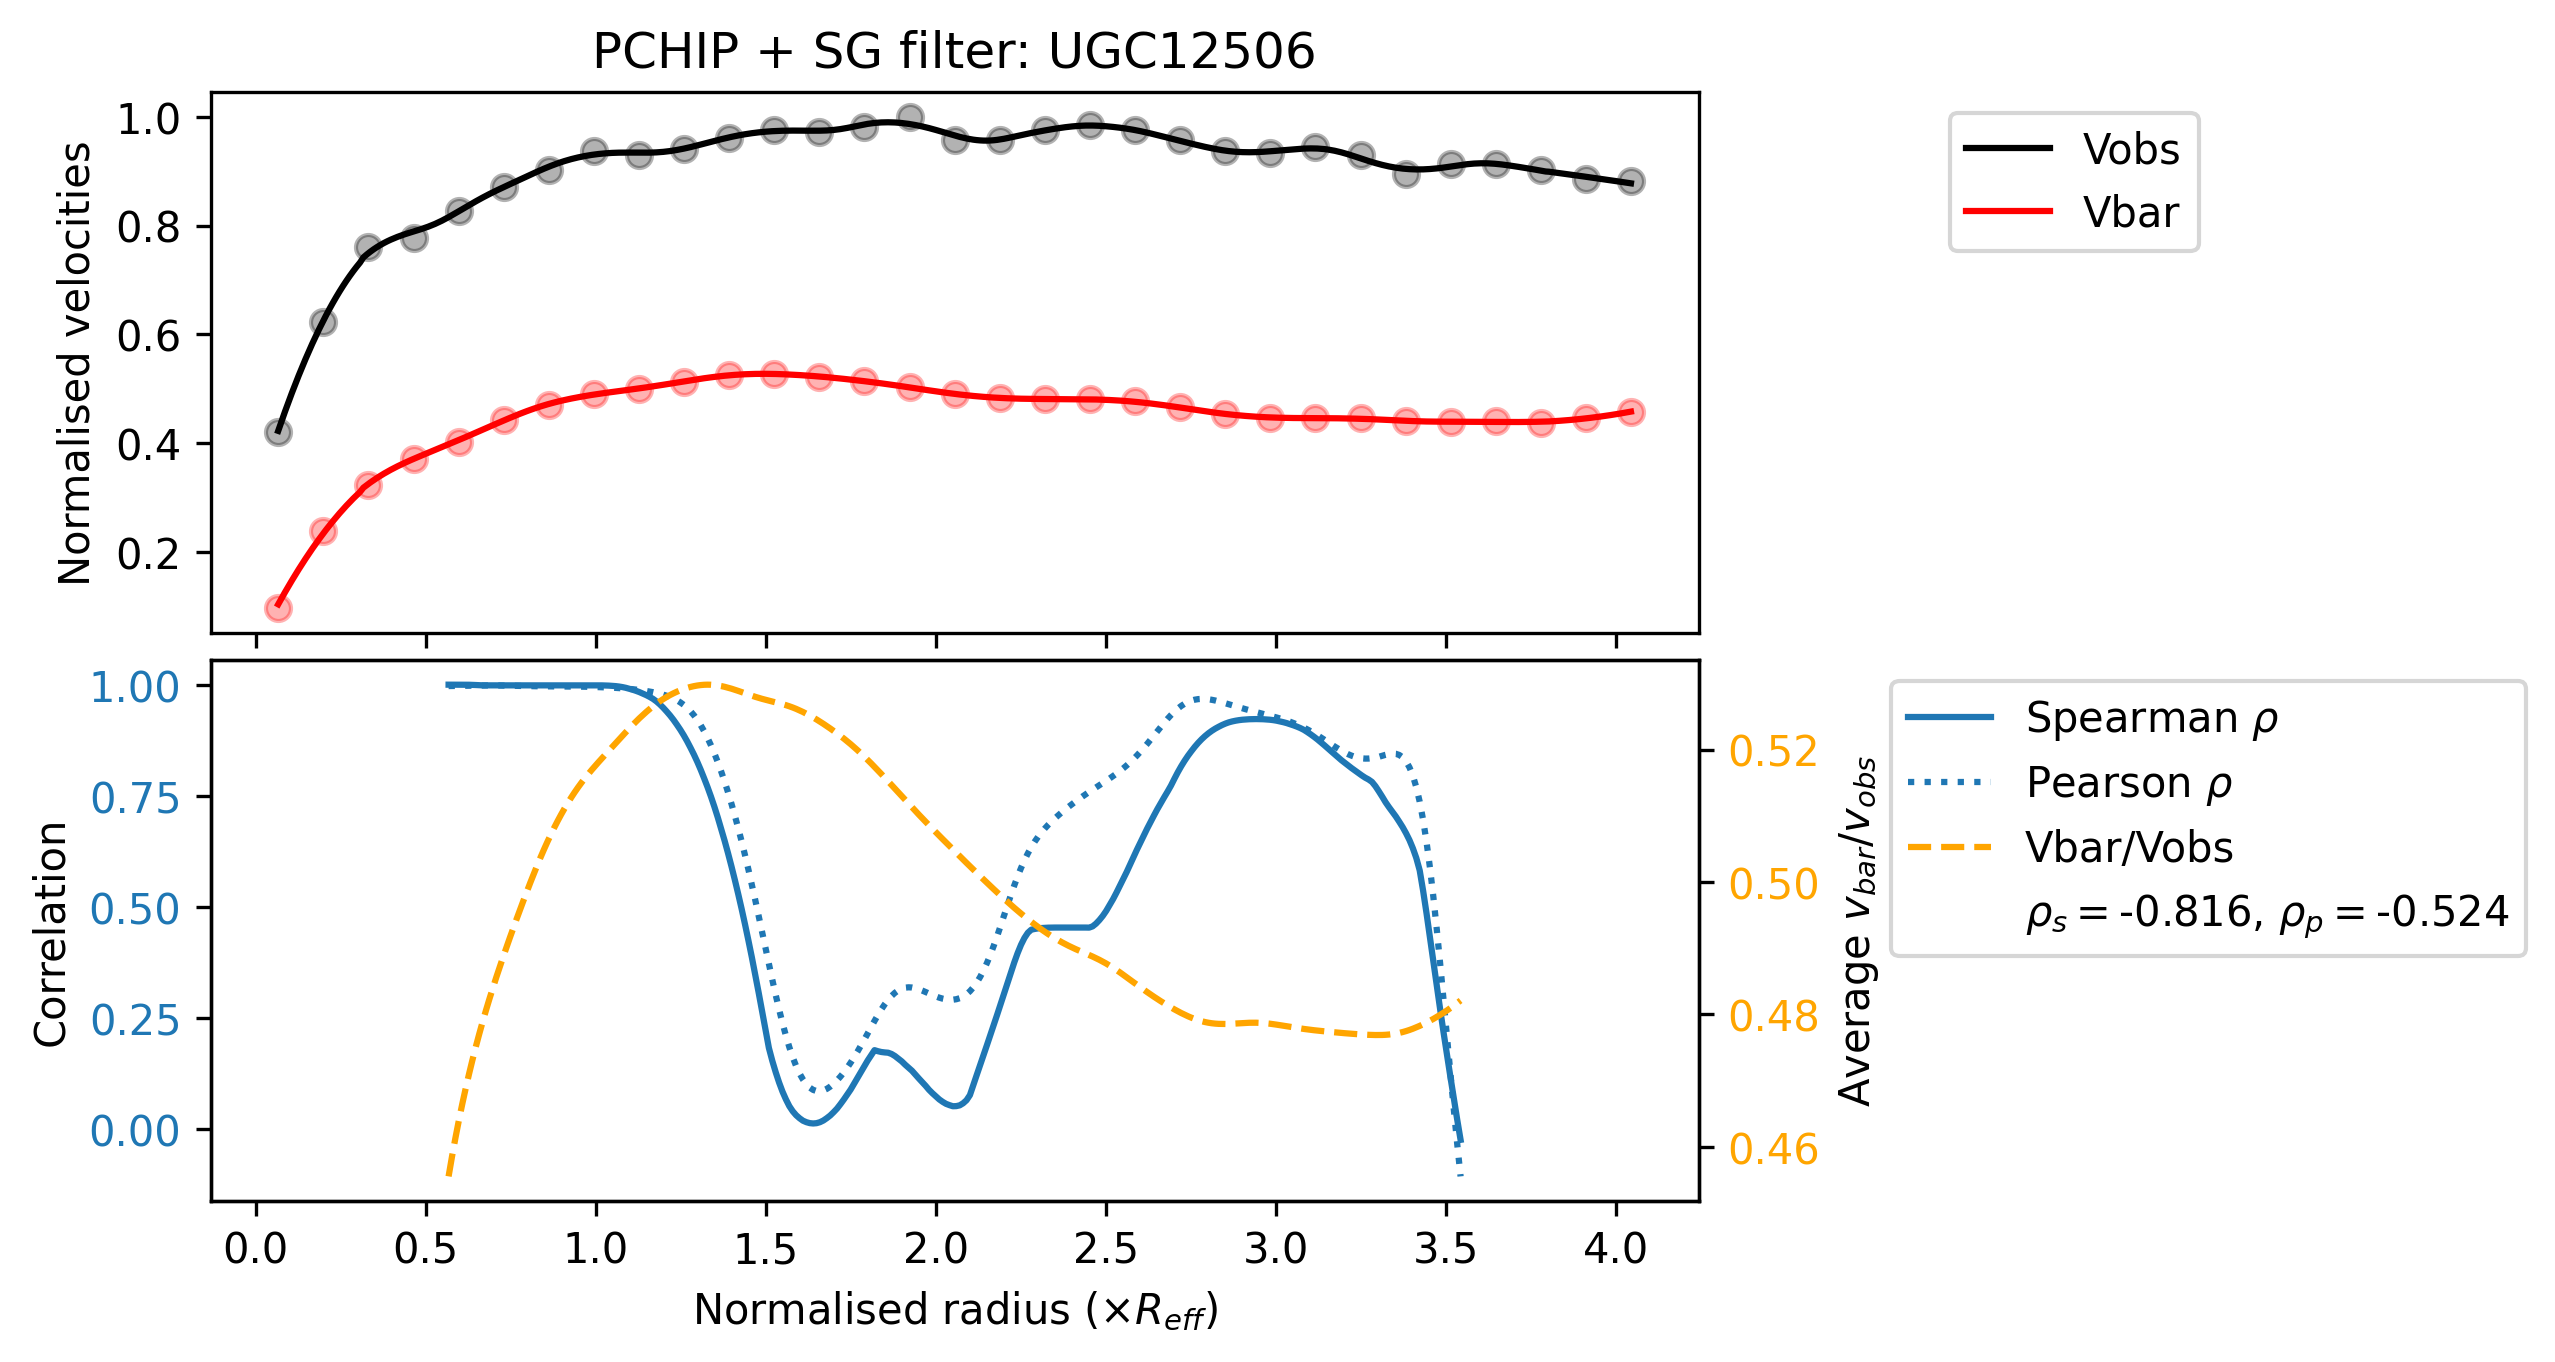 PCHIP + SG filter: UGC12506
Normalised velocities
1.0
0.8
0.6
0.4
0.2
Vobs
Vbar
Correlation
1.00
0.75
0.50
0.25
0.00
0.52
0.50
0.48
0.46
Average v_bar/v_obs
Spearman ρ
Pearson ρ
Vbar/Vobs
ρ_s = -0.816, ρ_p = -0.524
0.0 0.5 1.0 1.5 2.0 2.5 3.0 3.5 4.0
Normalised radius (×R_eff)